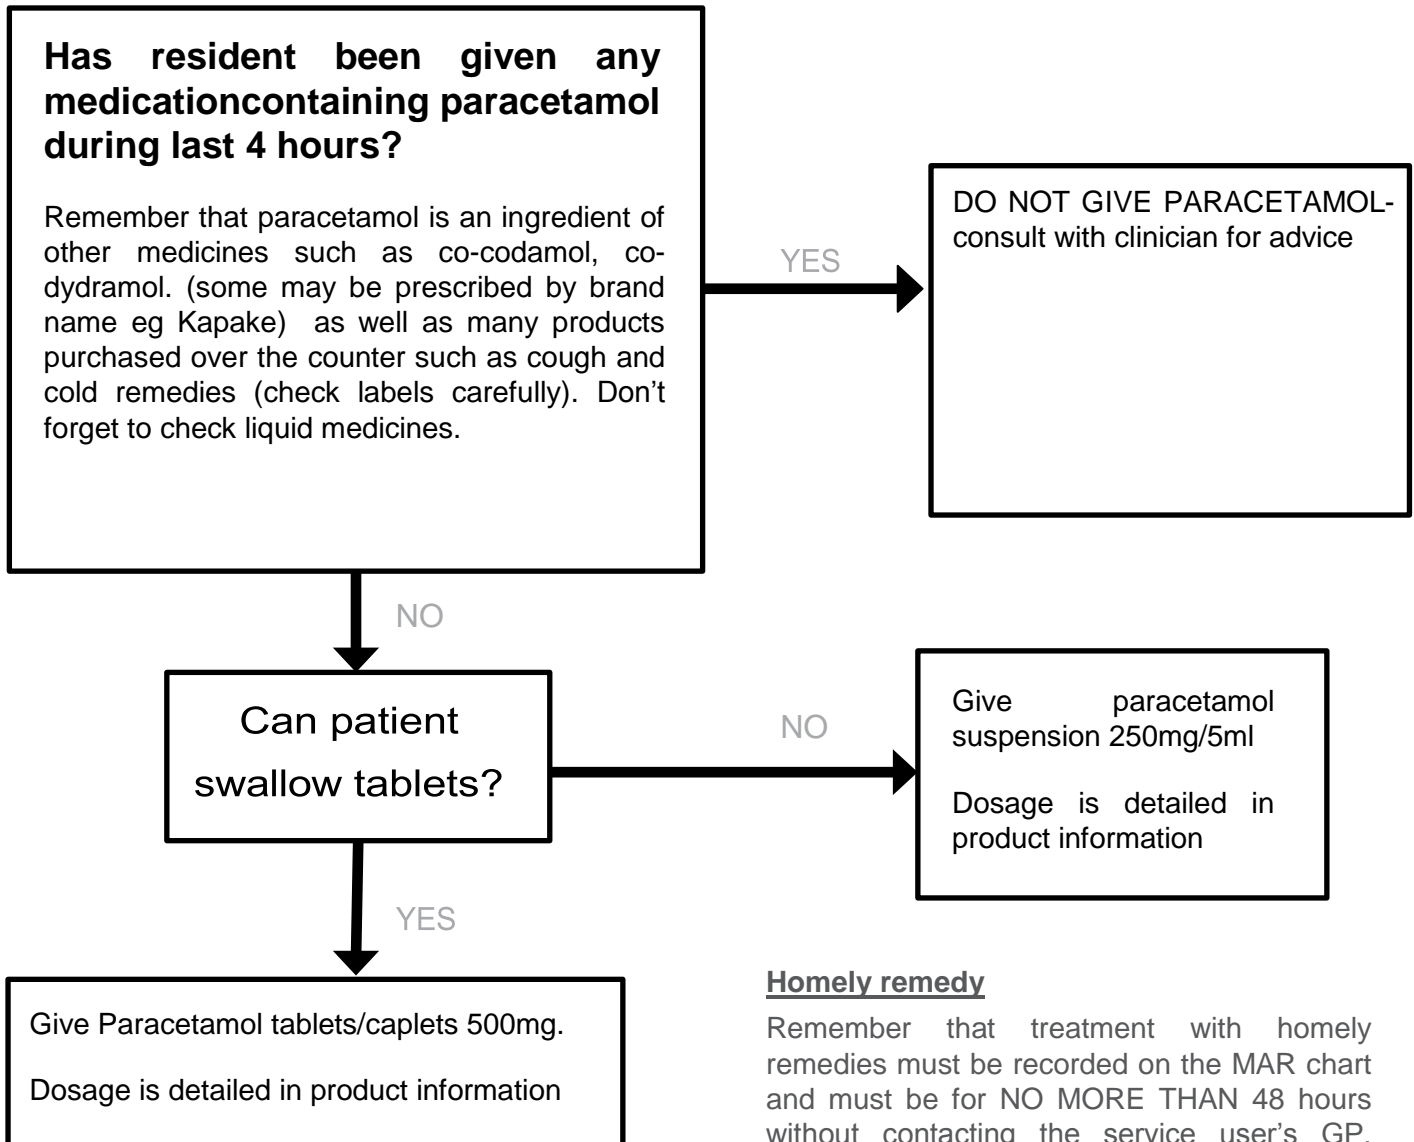 Has resident been given any
medicationcontaining paracetamol
during last 4 hours?
Remember that paracetamol is an ingredient of
other medicines such as co-codamol, co-
dydramol. (some may be prescribed by brand
name eg Kapake) as well as many products
purchased over the counter such as cough and
cold remedies (check labels carefully). Don’t
forget to check liquid medicines.
YES
DO NOT GIVE PARACETAMOL-
consult with clinician for advice
NO
Can patient
swallow tablets?
NO
Give paracetamol
suspension 250mg/5ml
Dosage is detailed in
product information
YES
Give Paracetamol tablets/caplets 500mg.
Dosage is detailed in product information
Homely remedy
Remember that treatment with homely
remedies must be recorded on the MAR chart
and must be for NO MORE THAN 48 hours
without contacting the service user's GP.